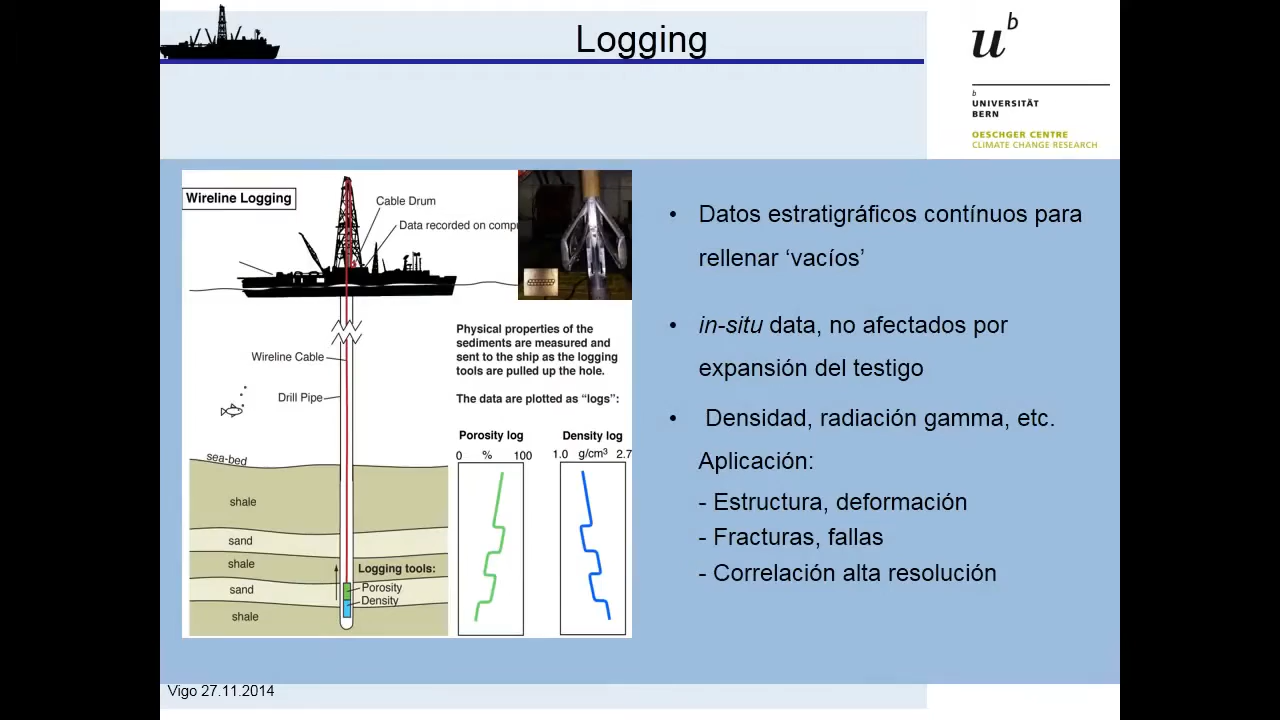 Logging
u
b
b
UNIVERSITÄT
BERN
OESCHGER CENTRE
CLIMATE CHANGE RESEARCH
Wireline Logging
Cable Drum
Data recorded on compu
Physical properties of the
sediments are measured and
sent to the ship as the logging
tools are pulled up the hole.
Wireline Cable
Drill Pipe
The data are plotted as “logs”:
Porosity log
Density log
0 % 100
1.0 g/cm³ 2.7
sea-bed
shale
sand
shale
sand
shale
Logging tools:
Porosity
Density
• Datos estratigráficos contínuos para
rellenar ‘vacíos’
• in-situ data, no afectados por
expansión del testigo
• Densidad, radiación gamma, etc.
Aplicación:
- Estructura, deformación
- Fracturas, fallas
- Correlación alta resolución
Vigo 27.11.2014